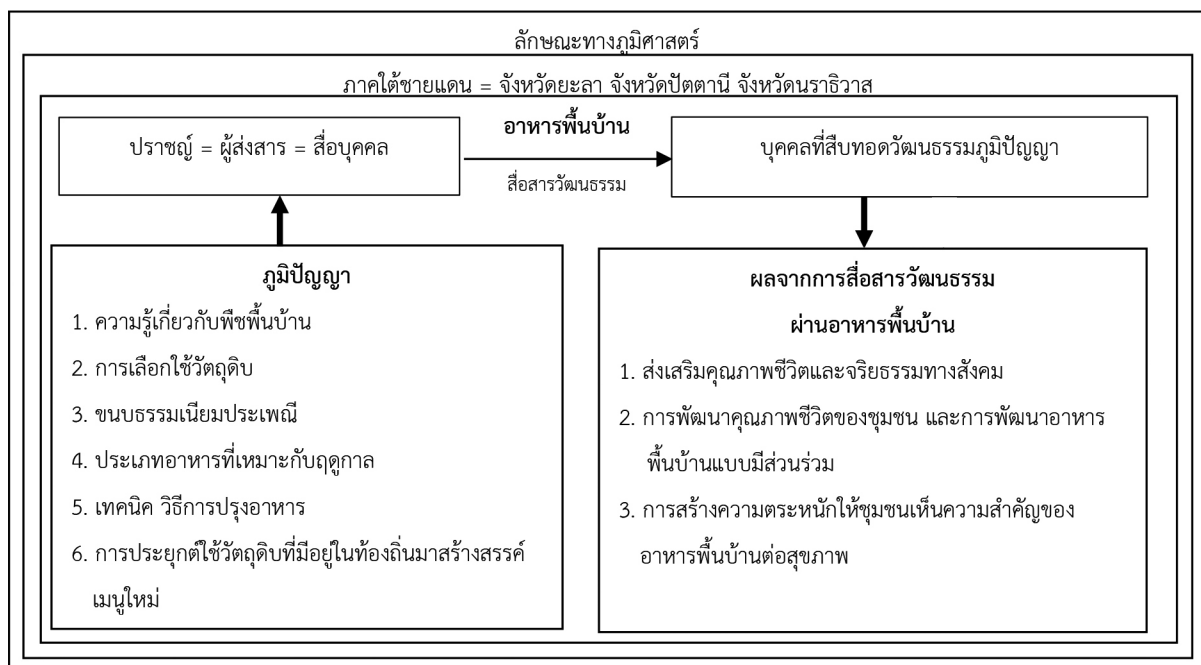 ลักษณะทางภูมิศาสตร์
ภาคใต้ชายแดน = จังหวัดยะลา จังหวัดปัตตานี จังหวัดนราธิวาส
ปราชญ์ = ผู้ส่งสาร = สื่อบุคคล
อาหารพื้นบ้าน
สื่อสารวัฒนธรรม
บุคคลที่สืบทอดวัฒนธรรมภูมิปัญญา
ภูมิปัญญา
1. ความรู้เกี่ยวกับพืชพื้นบ้าน
2. การเลือกใช้วัตถุดิบ
3. ขนบธรรมเนียมประเพณี
4. ประเภทอาหารที่เหมาะกับฤดูกาล
5. เทคนิค วิธีการปรุงอาหาร
6. การประยุกต์ใช้วัตถุดิบที่มีอยู่ในท้องถิ่นมาสร้างสรรค์
เมนูใหม่
ผลจากการสื่อสารวัฒนธรรม
ผ่านอาหารพื้นบ้าน
1. ส่งเสริมคุณภาพชีวิตและจริยธรรมทางสังคม
2. การพัฒนาคุณภาพชีวิตของชุมชน และการพัฒนาอาหาร
พื้นบ้านแบบมีส่วนร่วม
3. การสร้างความตระหนักให้ชุมชนเห็นความสำคัญของ
อาหารพื้นบ้านต่อสุขภาพ